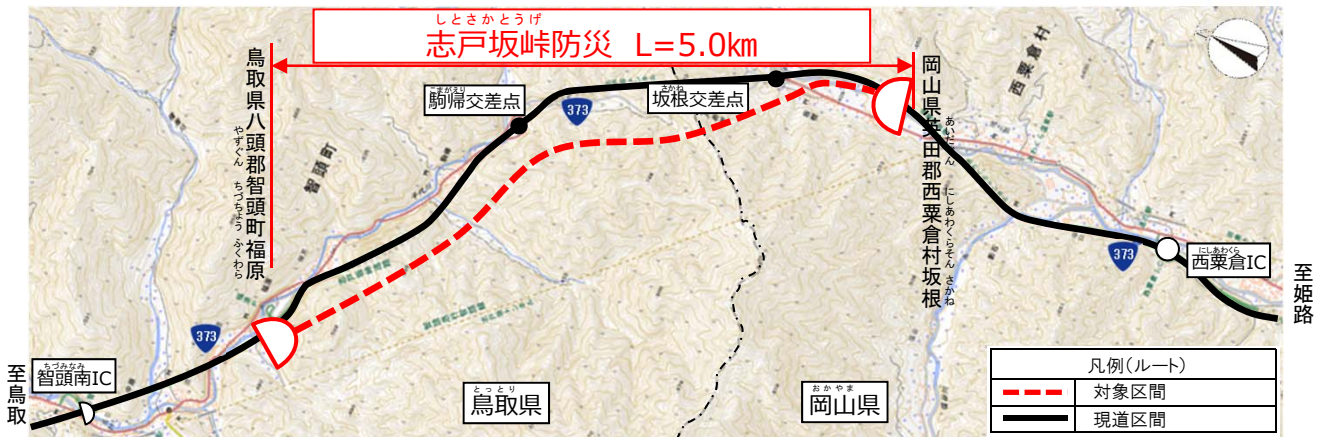 しとさかとうげ
志戸坂峠防災 L=5.0km
鳥取県八頭郡智頭町福原
やずぐん ちづちょう ふくわら
智頭町
こまがえり
駒帰交差点
373
さかね
坂根交差点
岡山県英田郡西粟倉村坂根
あいだぐん にしあわくらそん さかね
西粟倉村
373
にしあわくら
西粟倉IC
至姫路
373
ちづみなみ
智頭南IC
至鳥取
とっとり
鳥取県
おかやま
岡山県
凡例(ルート)
対象区間
現道区間